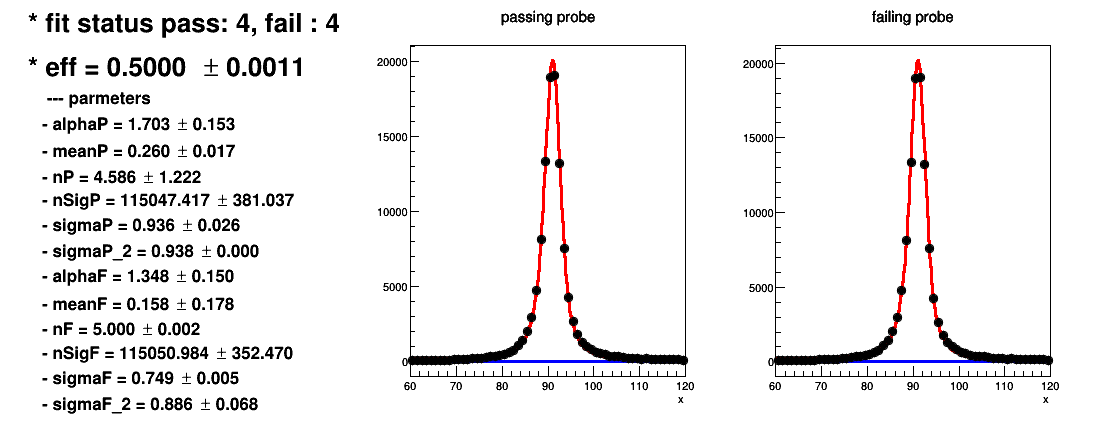 * fit status pass: 4, fail : 4
* eff = 0.5000 ± 0.0011
--- parmeters
- alphaP = 1.703 ± 0.153
- meanP = 0.260 ± 0.017
- nP = 4.586 ± 1.222
- nSigP = 115047.417 ± 381.037
- sigmaP = 0.936 ± 0.026
- sigmaP_2 = 0.938 ± 0.000
- alphaF = 1.348 ± 0.150
- meanF = 0.158 ± 0.178
- nF = 5.000 ± 0.002
- nSigF = 115050.984 ± 352.470
- sigmaF = 0.749 ± 0.005
- sigmaF_2 = 0.886 ± 0.068
passing probe
20000
15000
10000
5000
0
60 70 80 90 100 110 120
x
failing probe
20000
15000
10000
5000
0
60 70 80 90 100 110 120
x